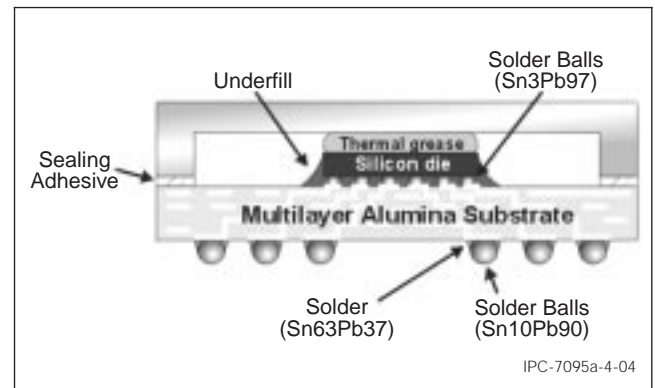 Underfill
Solder Balls
(Sn3Pb97)
Sealing
Adhesive
Thermal grease
Silicon die
Multilayer Alumina Substrate
Solder
(Sn63Pb37)
Solder Balls
(Sn10Pb90)
IPC-7095a-4-04